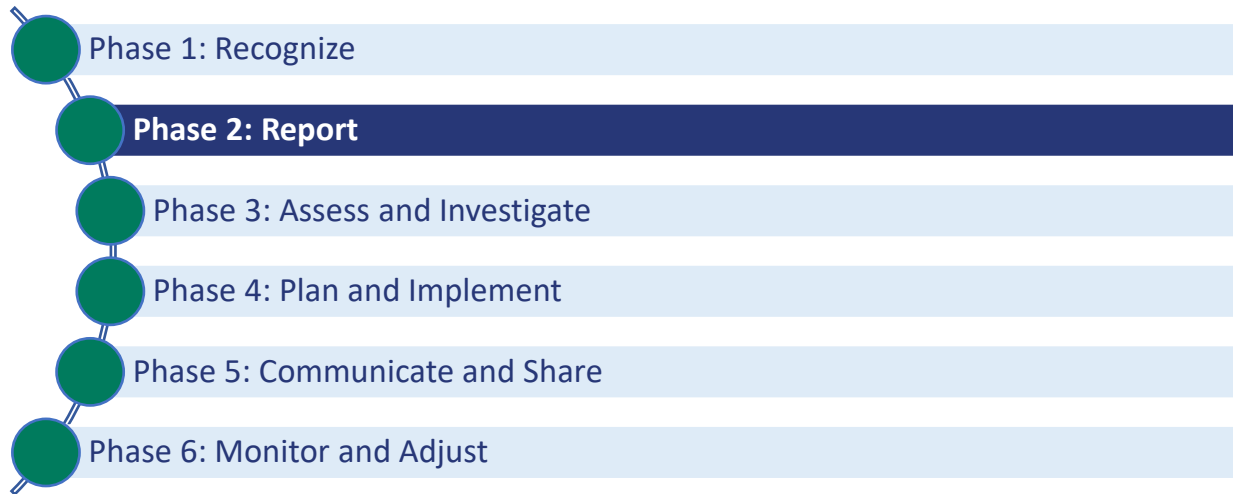 Phase 1: Recognize
Phase 2: Report
Phase 3: Assess and Investigate
Phase 4: Plan and Implement
Phase 5: Communicate and Share
Phase 6: Monitor and Adjust